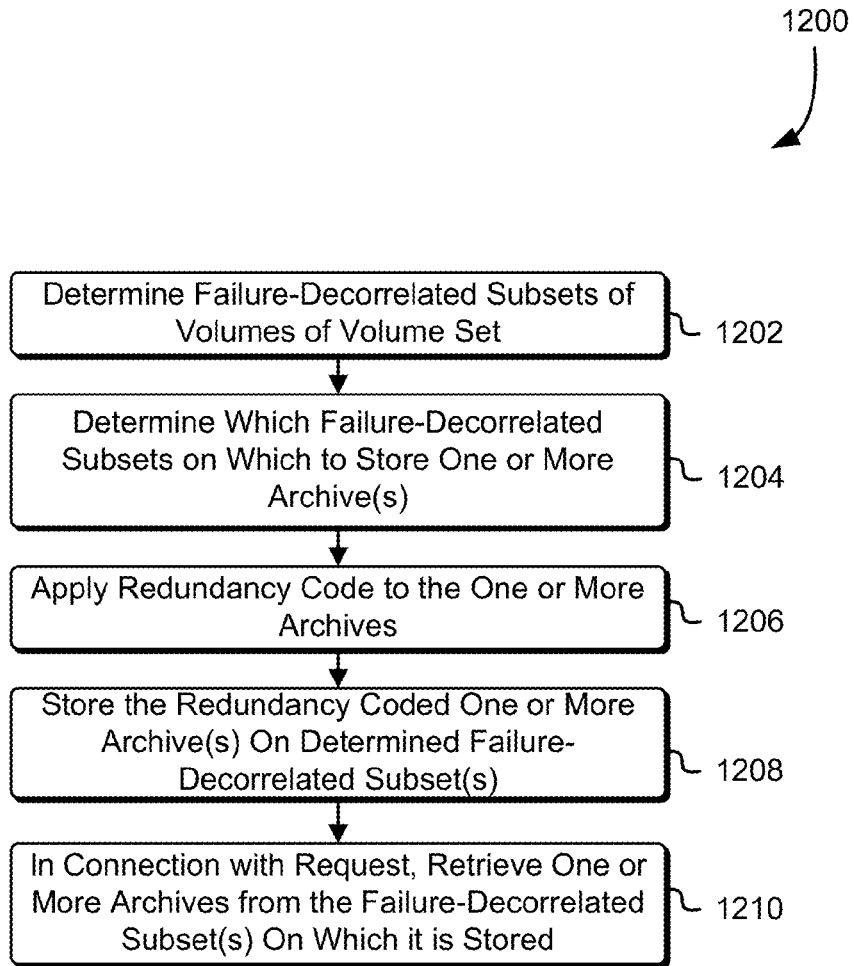 1200
Determine Failure-Decorrelated Subsets of
Volumes of Volume Set
1202
Determine Which Failure-Decorrelated
Subsets on Which to Store One or More
Archive(s)
1204
Apply Redundancy Code to the One or More
Archives
1206
Store the Redundancy Coded One or More
Archive(s) On Determined Failure-
Decorrelated Subset(s)
1208
In Connection with Request, Retrieve One or
More Archives from the Failure-Decorrelated
Subset(s) On Which it is Stored
1210